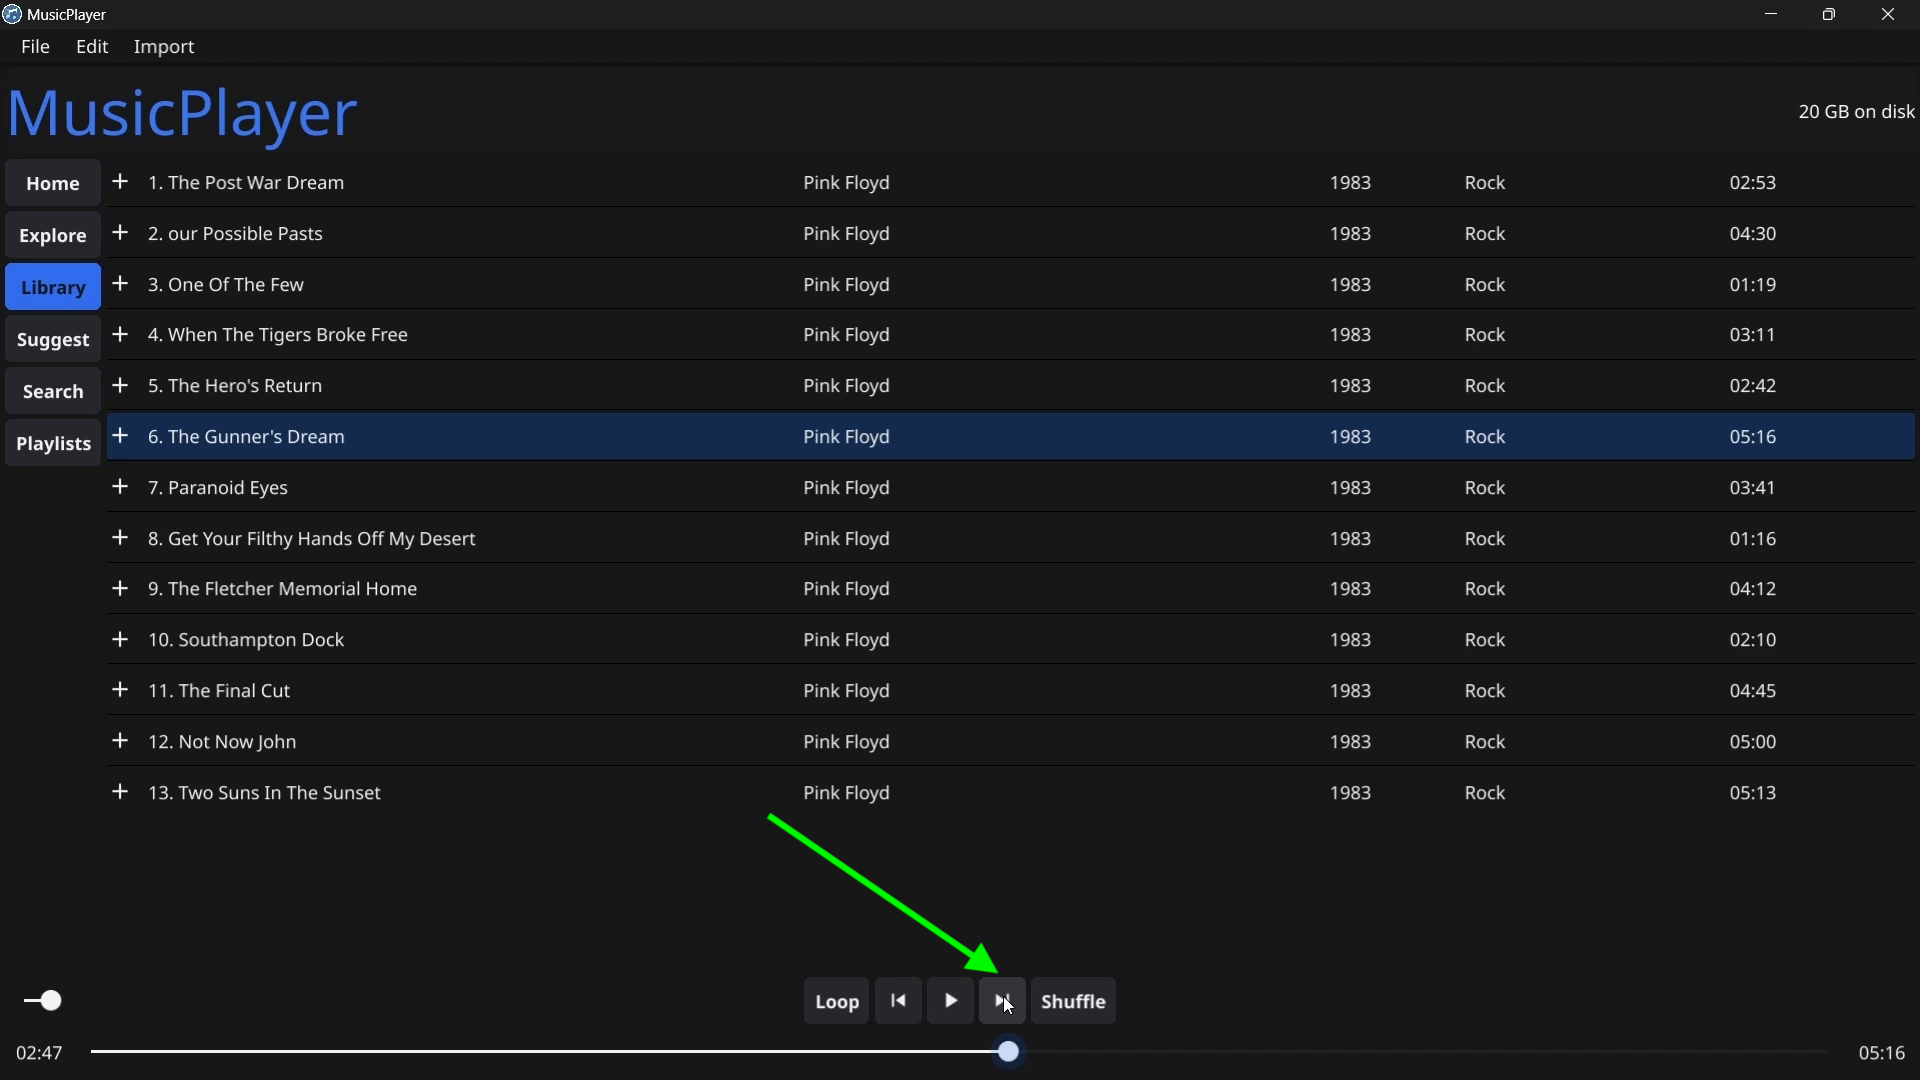 MusicPlayer
File Edit Import
MusicPlayer
20 GB on disk
Home
Explore
Library
Suggest
Search
Playlists
1. The Post War Dream Pink Floyd 1983 Rock 02:53
2. our Possible Pasts Pink Floyd 1983 Rock 04:30
3. One Of The Few Pink Floyd 1983 Rock 01:19
4. When The Tigers Broke Free Pink Floyd 1983 Rock 03:11
5. The Hero's Return Pink Floyd 1983 Rock 02:42
6. The Gunner's Dream Pink Floyd 1983 Rock 05:16
7. Paranoid Eyes Pink Floyd 1983 Rock 03:41
8. Get Your Filthy Hands Off My Desert Pink Floyd 1983 Rock 01:16
9. The Fletcher Memorial Home Pink Floyd 1983 Rock 04:12
10. Southampton Dock Pink Floyd 1983 Rock 02:10
11. The Final Cut Pink Floyd 1983 Rock 04:45
12. Not Now John Pink Floyd 1983 Rock 05:00
13. Two Suns In The Sunset Pink Floyd 1983 Rock 05:13
Loop Shuffle
02:47 05:16